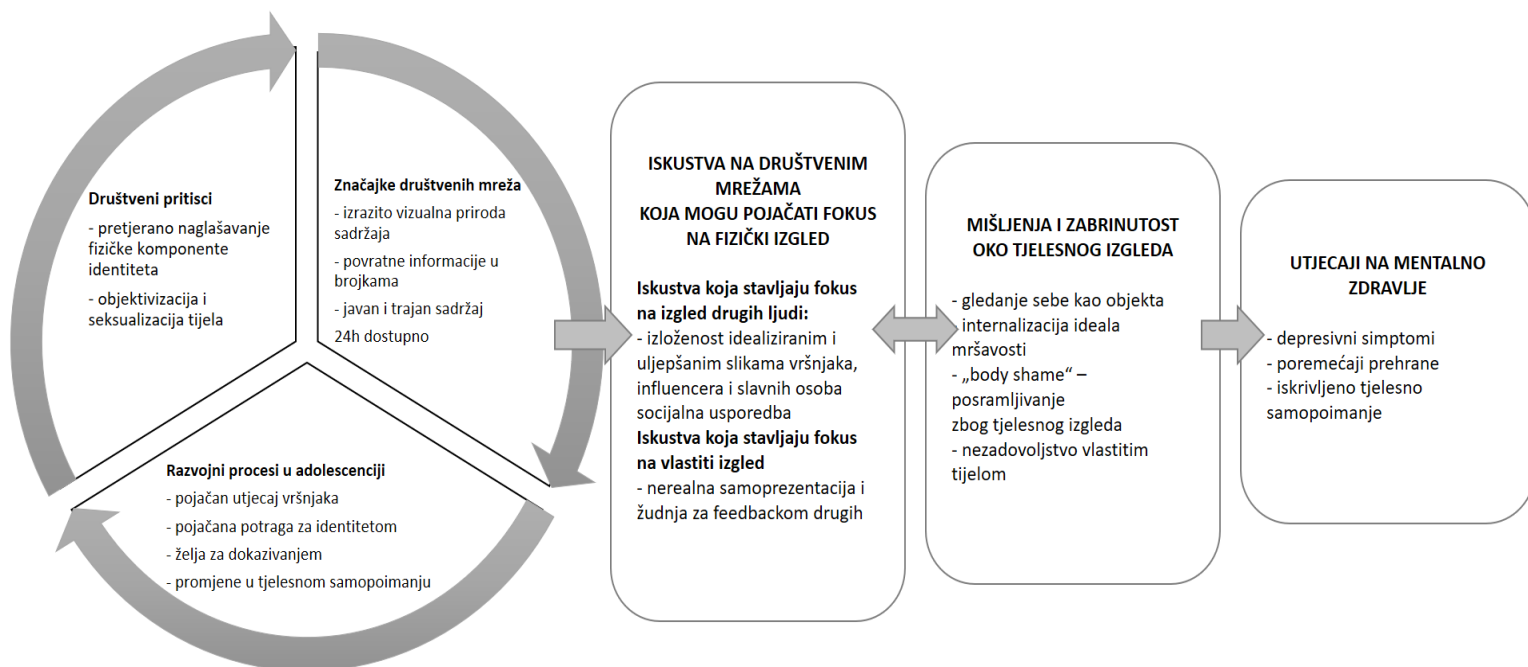 Društveni pritisci
- pretjerano naglašavanje
fizičke komponente
identiteta
- objektivizacija i
seksualizacija tijela
Značajke društvenih mreža
- izrazito vizualna priroda
sadržaja
- povratne informacije u
brojkama
- javan i trajan sadržaj
24h dostupno
Razvojni procesi u adolescenciji
- pojačan utjecaj vršnjaka
- pojačana potraga za identitetom
- želja za dokazivanjem
- promjene u tjelesnom samopoimanju
ISKUSTVA NA DRUŠTVENIM
MREŽAMA
KOJA MOGU POJAČATI FOKUS
NA FIZIČKI IZGLED
Iskustva koja stavljaju fokus
na izgled drugih ljudi:
- izloženost idealiziranim i
uljepšanim slikama vršnjaka,
influencera i slavnih osoba
socijalna usporedba
Iskustva koja stavljaju fokus
na vlastiti izgled
- nerealna samoprezentacija i
žudnja za feedbackom drugih
MIŠLJENJA I ZABRINUTOST
OKO TJELESNOG IZGLEDA
- gledanje sebe kao objekta
- internalizacija ideala
mršavosti
- „body shame“ –
posramljivanje
zbog tjelesnog izgleda
- nezadovoljstvo vlastitim
tijelom
UTJECAJI NA MENTALNO
ZDRAVLJE
- depresivni simptomi
- poremećaji prehrane
- iskrivljeno tjelesno
samopoimanje